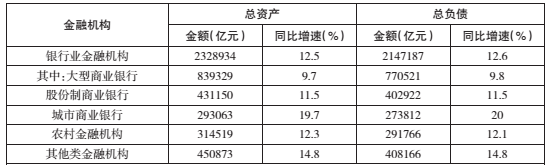 金融机构 总资产 总负债
金额(亿元) 同比增速(%) 金额(亿元) 同比增速(%)
银行业金融机构 2328934 12.5 2147187 12.6
其中:大型商业银行 839329 9.7 770521 9.8
股份制商业银行 431150 11.5 402922 11.5
城市商业银行 293063 19.7 273812 20
农村金融机构 314519 12.3 291766 12.1
其他类金融机构 450873 14.8 408166 14.8